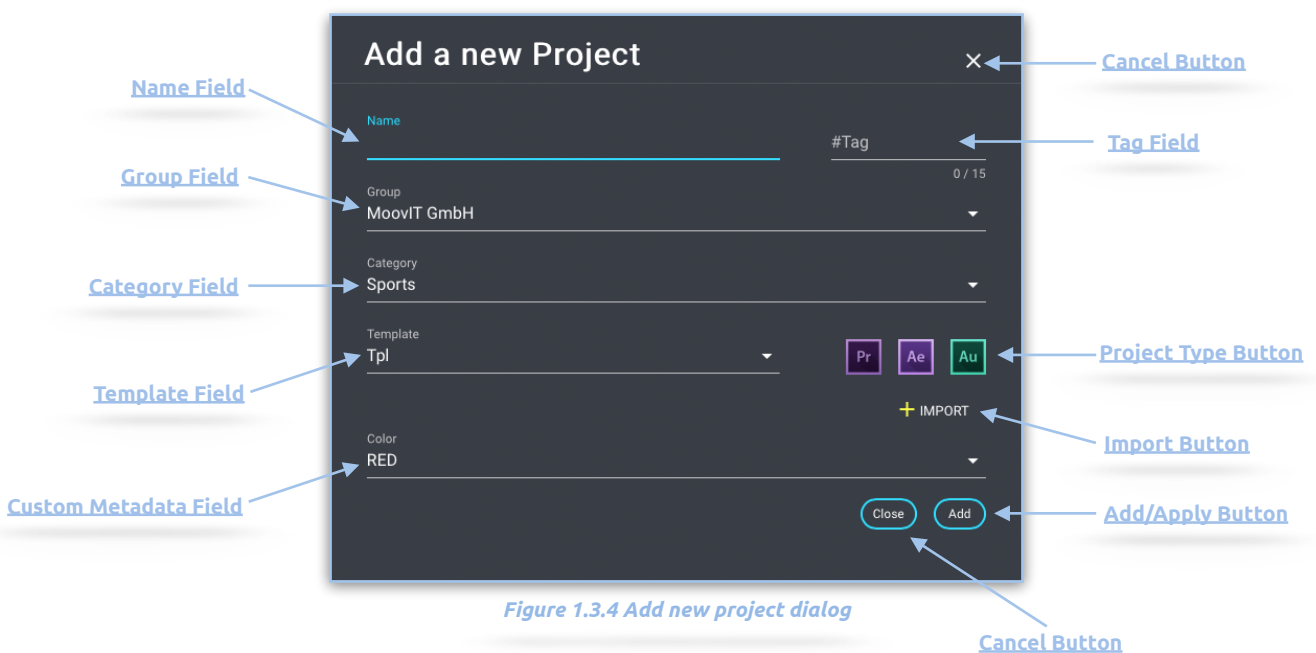 Add a new Project
Cancel Button
Name Field
Name
#Tag
Tag Field
0 / 15
Group Field
Group
MoovIT GmbH
Category Field
Category
Sports
Template Field
Template
Tpl
Pr
Ae
Au
Project Type Button
IMPORT
Import Button
Custom Metadata Field
Color
RED
Close
Add
Add/Apply Button
Figure 1.3.4 Add new project dialog
Cancel Button